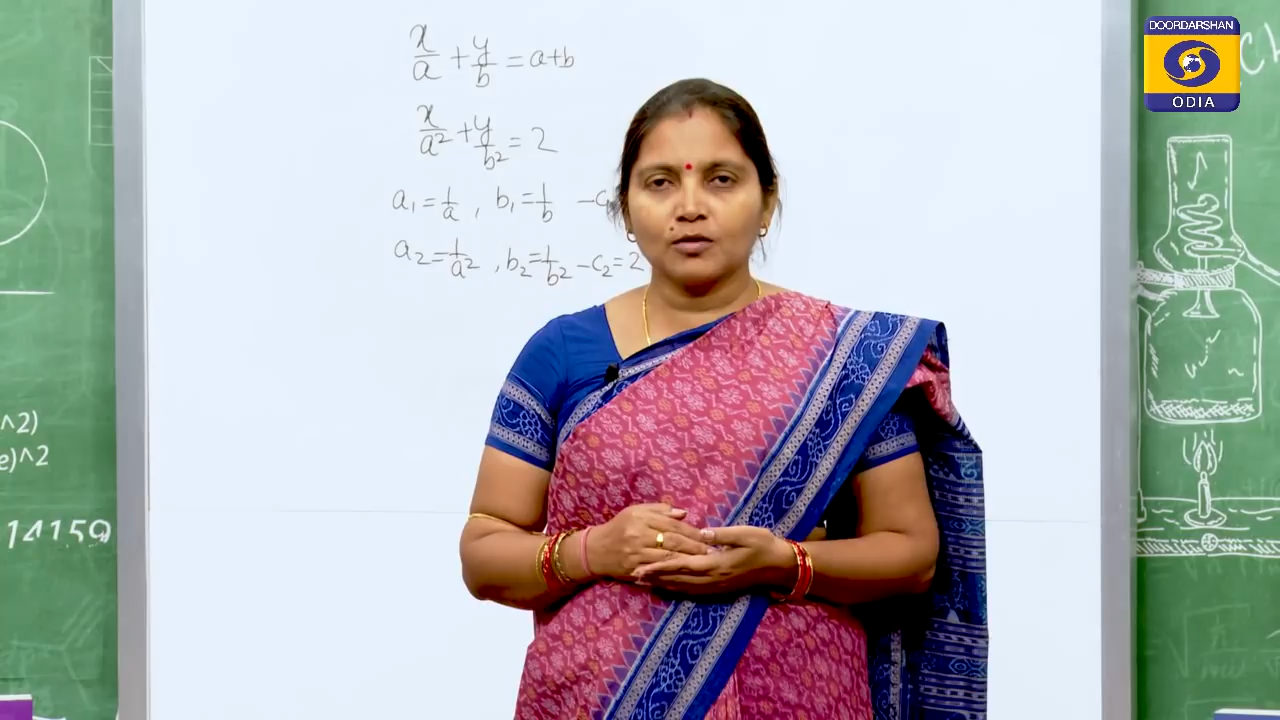 x/a + y/b = a+b
x/a² + y/b² = 2
a₁ = 1/a , b₁ = 1/b -c
a₂ = 1/a² , b₂ = 1/b² -c₂ = 2
DOORDARSHAN
ODIA
^2)
e)^2
14159